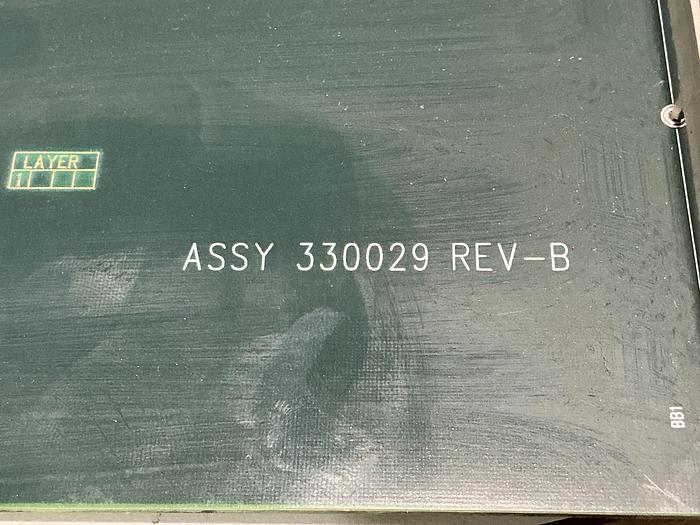 LAYER
1
ASSY 330029 REV-B
BB1